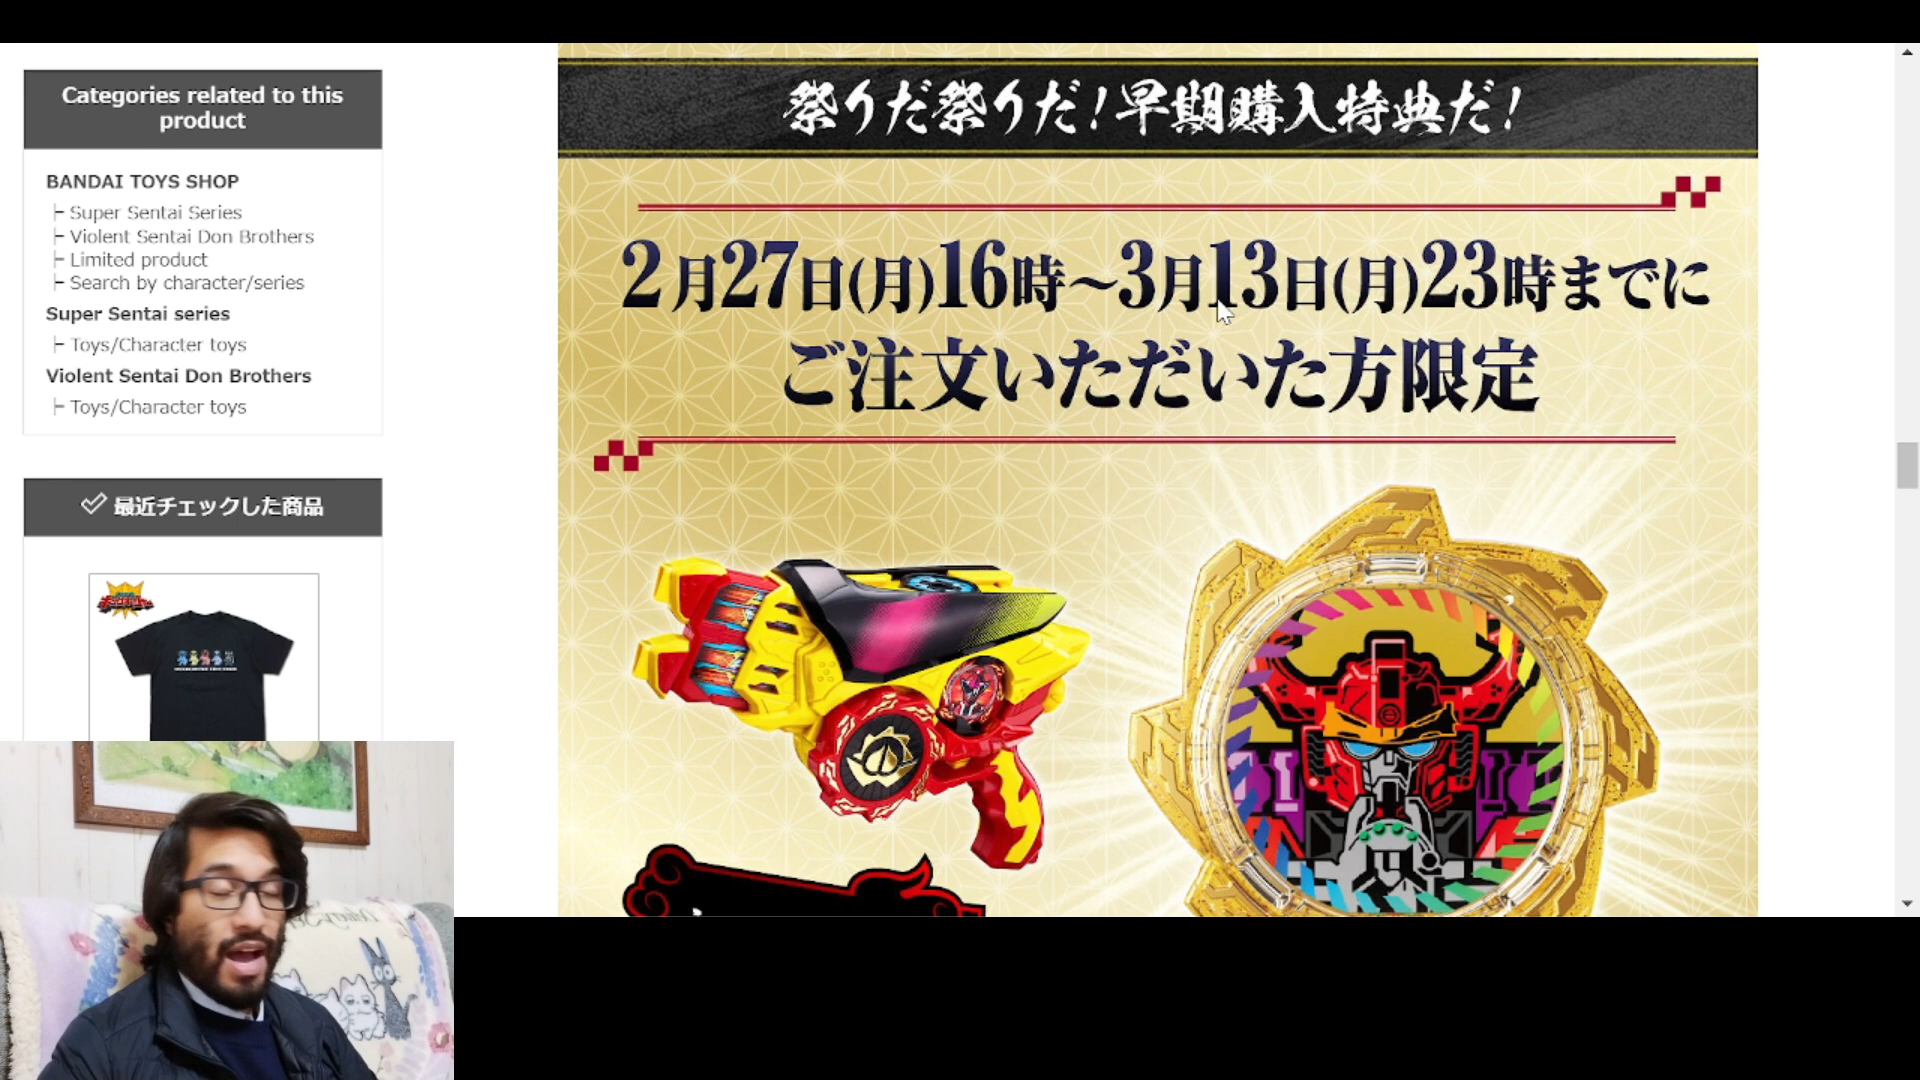 Categories related to this
product
BANDAI TOYS SHOP
├ Super Sentai Series
├ Violent Sentai Don Brothers
├ Limited product
├ Search by character/series
Super Sentai series
├ Toys/Character toys
Violent Sentai Don Brothers
├ Toys/Character toys
最近チェックした商品
祭りだ祭りだ!早期購入特典だ!
2月27日(月)16時~3月13日(月)23時までに
ご注文いただいた方限定